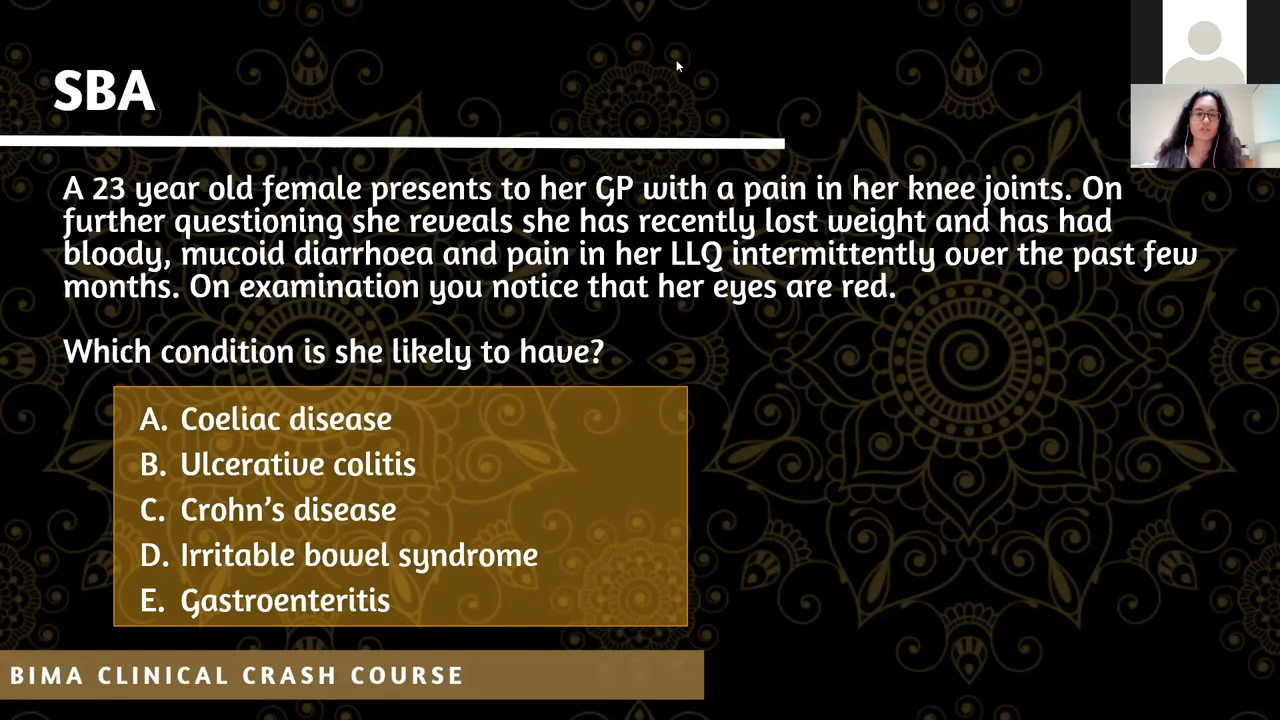 SBA
A 23 year old female presents to her GP with a pain in her knee joints. On
further questioning she reveals she has recently lost weight and has had
bloody, mucoid diarrhoea and pain in her LLQ intermittently over the past few
months. On examination you notice that her eyes are red.
Which condition is she likely to have?
A. Coeliac disease
B. Ulcerative colitis
C. Crohn's disease
D. Irritable bowel syndrome
E. Gastroenteritis
BIMA CLINICAL CRASH COURSE